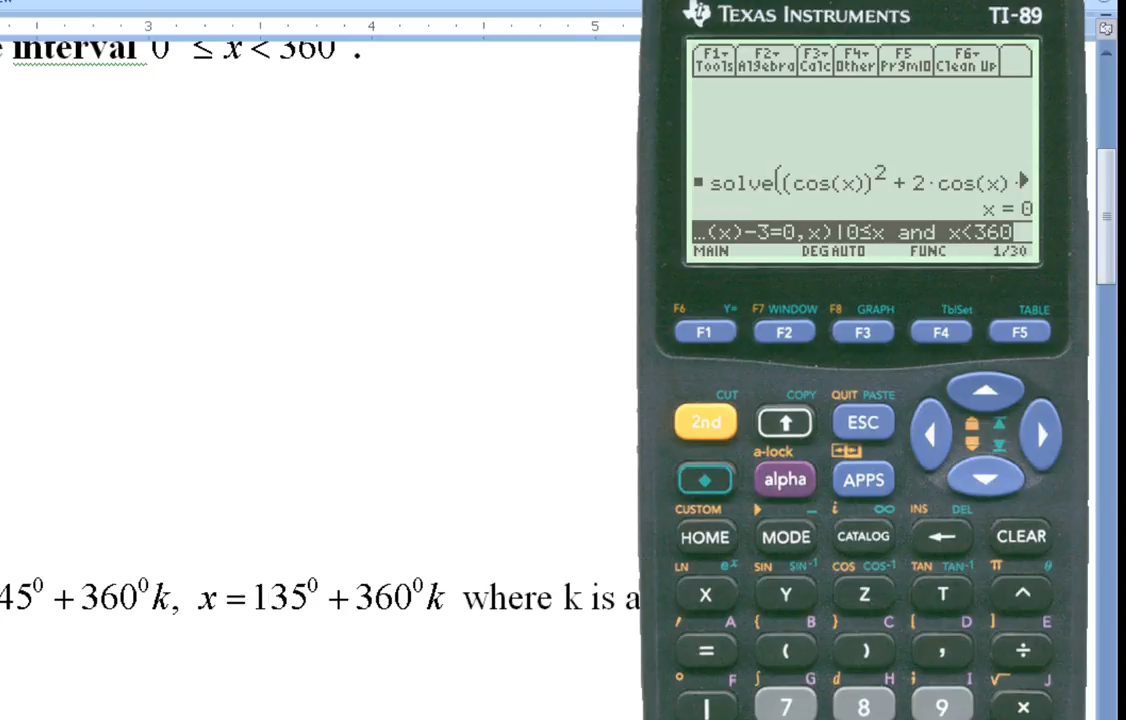 3 4 5
e interval 0 ≤ x < 360 .
45⁰ + 360⁰k, x = 135⁰ + 360⁰k where k is a
TEXAS INSTRUMENTS TI-89
F1 F2 F3 F4 F5 F6
Tools Algebra Calc Other PrgmIO Clean Up
solve((cos(x))² + 2·cos(x) ·
x = 0
…(x)-3=0,x)|0≤x and x<360
MAIN DEG AUTO FUNC 1/30
F6 Y= F7 WINDOW F8 GRAPH TblSet TABLE
F1 F2 F3 F4 F5
CUT COPY QUIT PASTE
2nd ESC
a-lock
alpha APPS
CUSTOM i ∞ INS DEL
HOME MODE CATALOG CLEAR
LN eˣ SIN SIN⁻¹ COS COS⁻¹ TAN TAN⁻¹ π θ
X Y Z T ^
′ A { B } C [ D ] E
= ( ) , ÷
° F ∫ G d H ; I √ J
| 7 8 9 ×